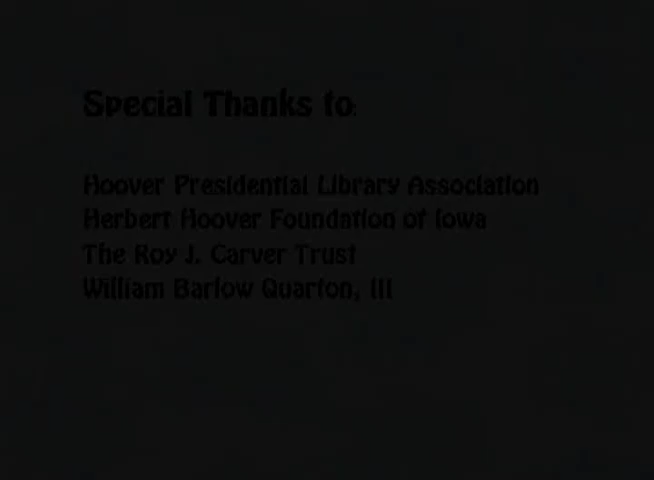 Special Thanks to:
Hoover Presidential Library Association
Herbert Hoover Foundation of Iowa
The Roy J. Carver Trust
William Barlow Quarton, III